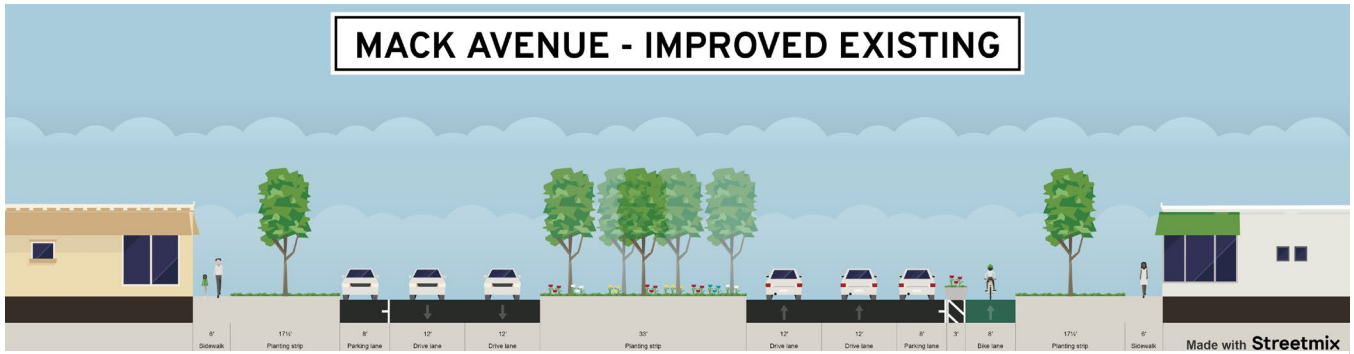 MACK AVENUE - IMPROVED EXISTING
6' 17½' 8' 12' 12' 33' 12' 12' 8' 3' 8' 17½' 6'
Sidewalk Planting strip Parking lane Drive lane Drive lane Planting strip Drive lane Drive lane Parking lane Bike lane Planting strip Sidewalk
Made with Streetmix